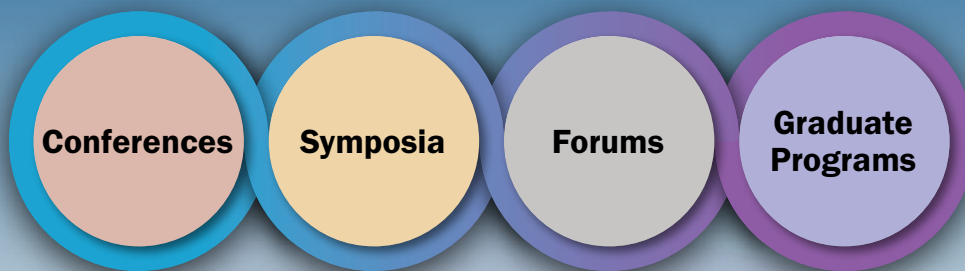 Conferences
Symposia
Forums
Graduate
Programs